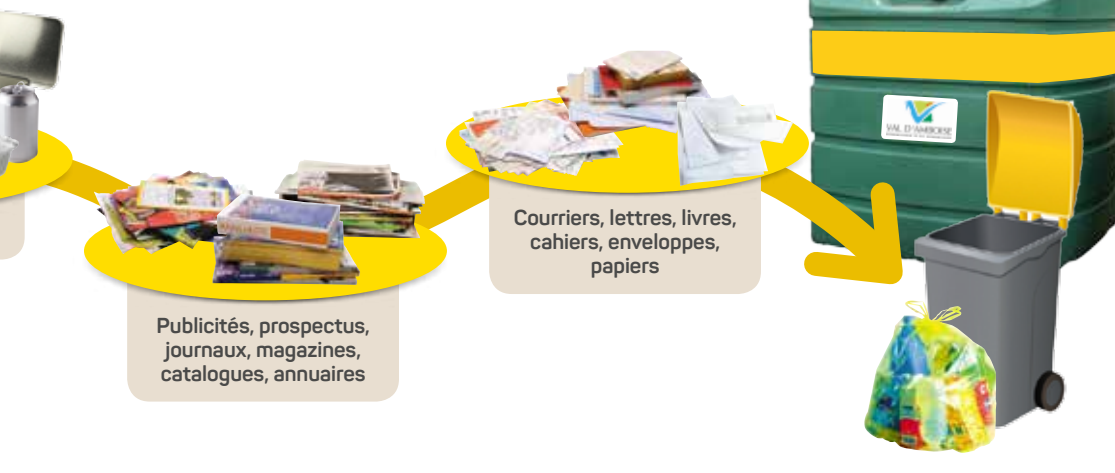 VAL D'AMBOISE
Courriers, lettres, livres,
cahiers, enveloppes,
papiers
Publicités, prospectus,
journaux, magazines,
catalogues, annuaires